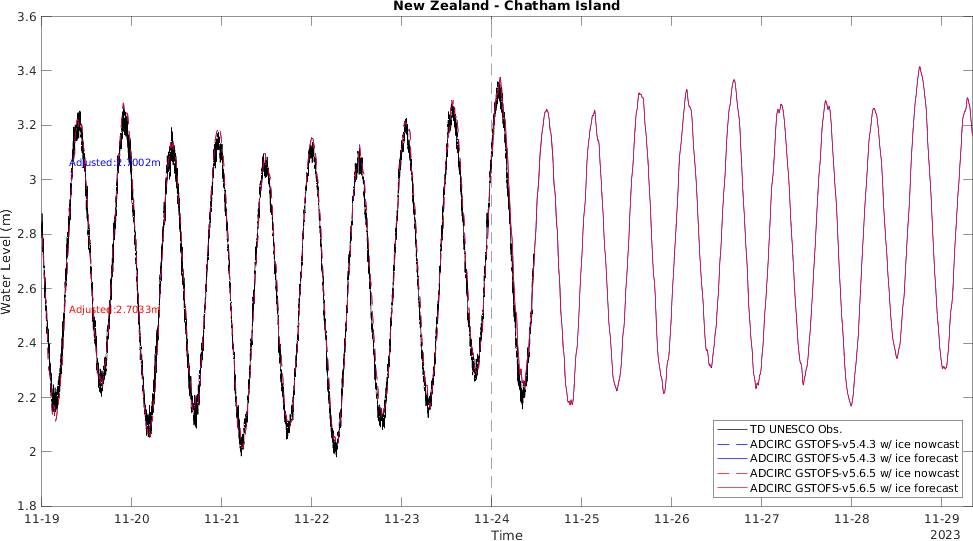 New Zealand - Chatham Island
3.6
3.4
3.2
3
2.8
2.6
2.4
2.2
2
1.8
Water Level (m)
Adjusted:2.7002m
Adjusted:2.7033m
TD UNESCO Obs.
ADCIRC GSTOFS-v5.4.3 w/ ice nowcast
ADCIRC GSTOFS-v5.4.3 w/ ice forecast
ADCIRC GSTOFS-v5.6.5 w/ ice nowcast
ADCIRC GSTOFS-v5.6.5 w/ ice forecast
11-19 11-20 11-21 11-22 11-23 11-24 11-25 11-26 11-27 11-28 11-29
2023
Time